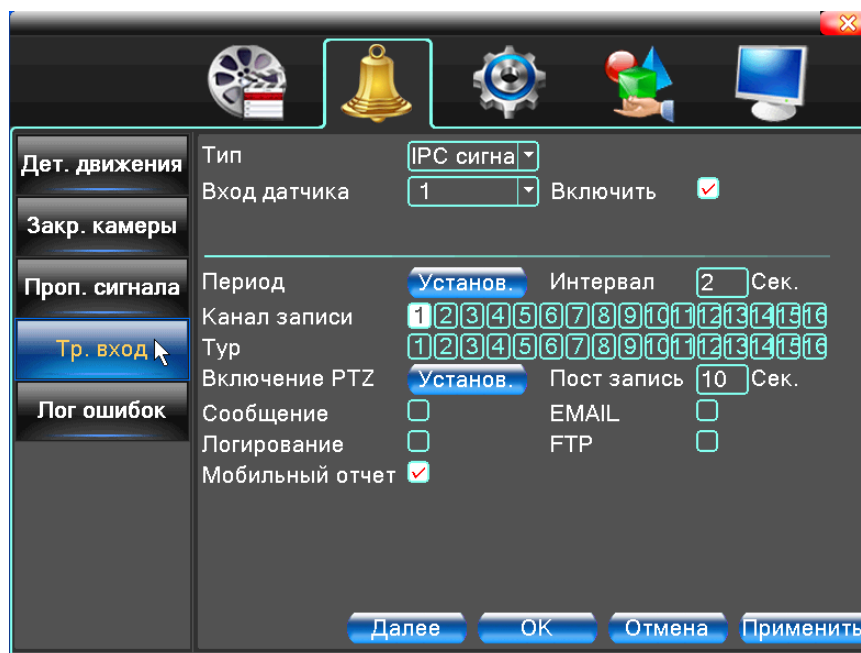 Дет. движения
Закр. камеры
Проп. сигнала
Тр. вход
Лог ошибок
Тип IPC сигна
Вход датчика 1 Включить
Период Установ. Интервал 2 Сек.
Канал записи 1 2 3 4 5 6 7 8 9 10 11 12 13 14 15 16
Тур 1 2 3 4 5 6 7 8 9 10 11 12 13 14 15 16
Включение PTZ Установ. Пост запись 10 Сек.
Сообщение EMAIL
Логирование FTP
Мобильный отчет
Далее OK Отмена Применить